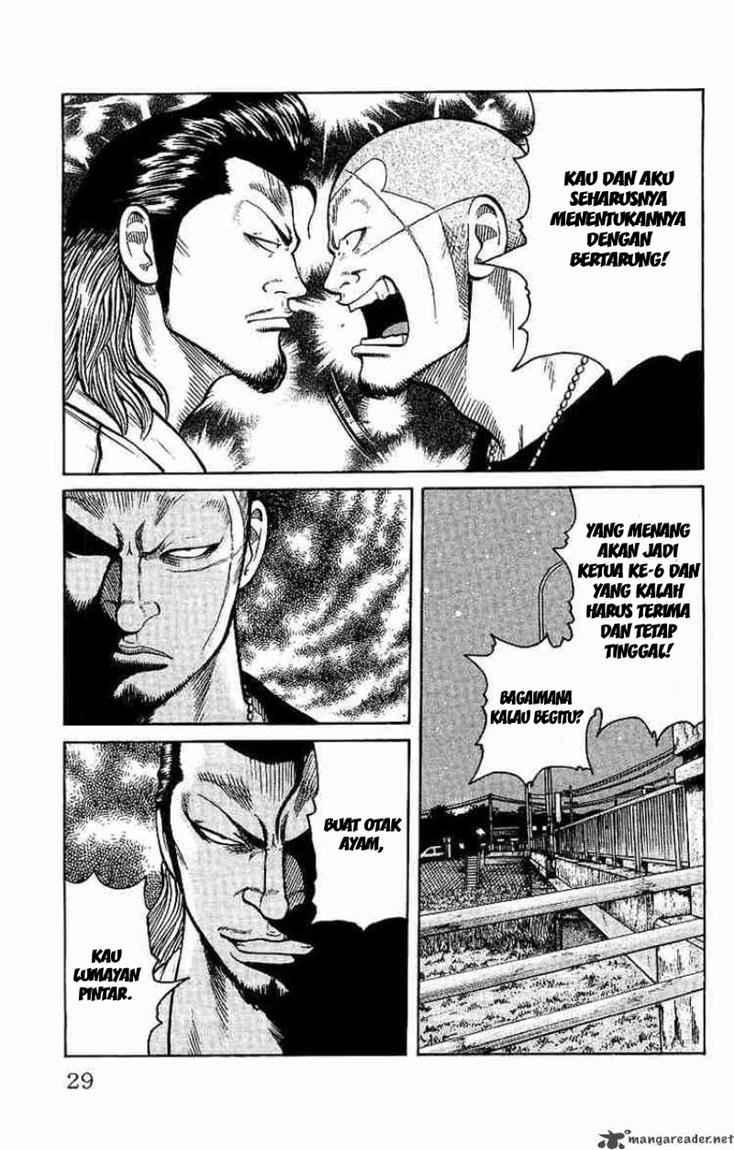 KAU DAN AKU
SEHARUSNYA
MENENTUKANNYA
DENGAN
BERTARUNG!
YANG MENANG
AKAN JADI
KETUA KE-6 DAN
YANG KALAH
HARUS TERIMA
DAN TETAP
TINGGAL!
BAGAIMANA
KALAU BEGITU?
BUAT OTAK
AYAM,
KAU
LUMAYAN
PINTAR.
29
mangareader.net